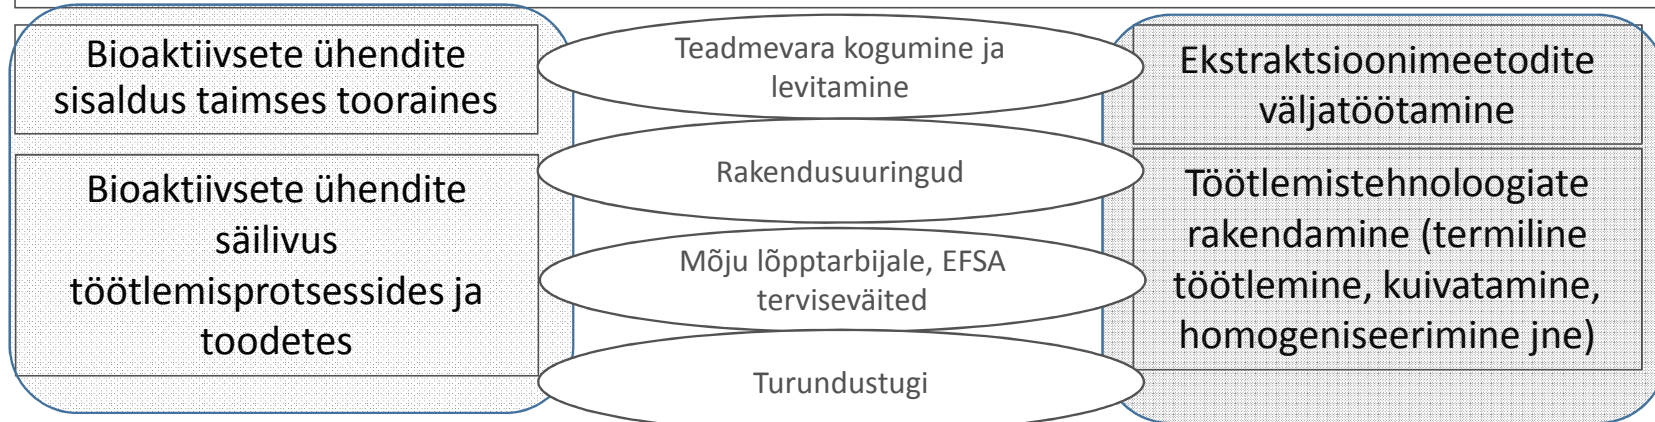 Bioaktiivsete ühendite
sisaldus taimses tooraines
Bioaktiivsete ühendite
säilivus
töötlemisprotsessides ja
toodetes
Teadmevara kogumine ja
levitamine
Rakendusuuringud
Mõju lõpptarbijale, EFSA
terviseväited
Turundustugi
Ekstraktsioonimeetodite
väljatöötamine
Töötlemistehnoloogiate
rakendamine (termiline
töötlemine, kuivatamine,
homogeniseerimine jne)